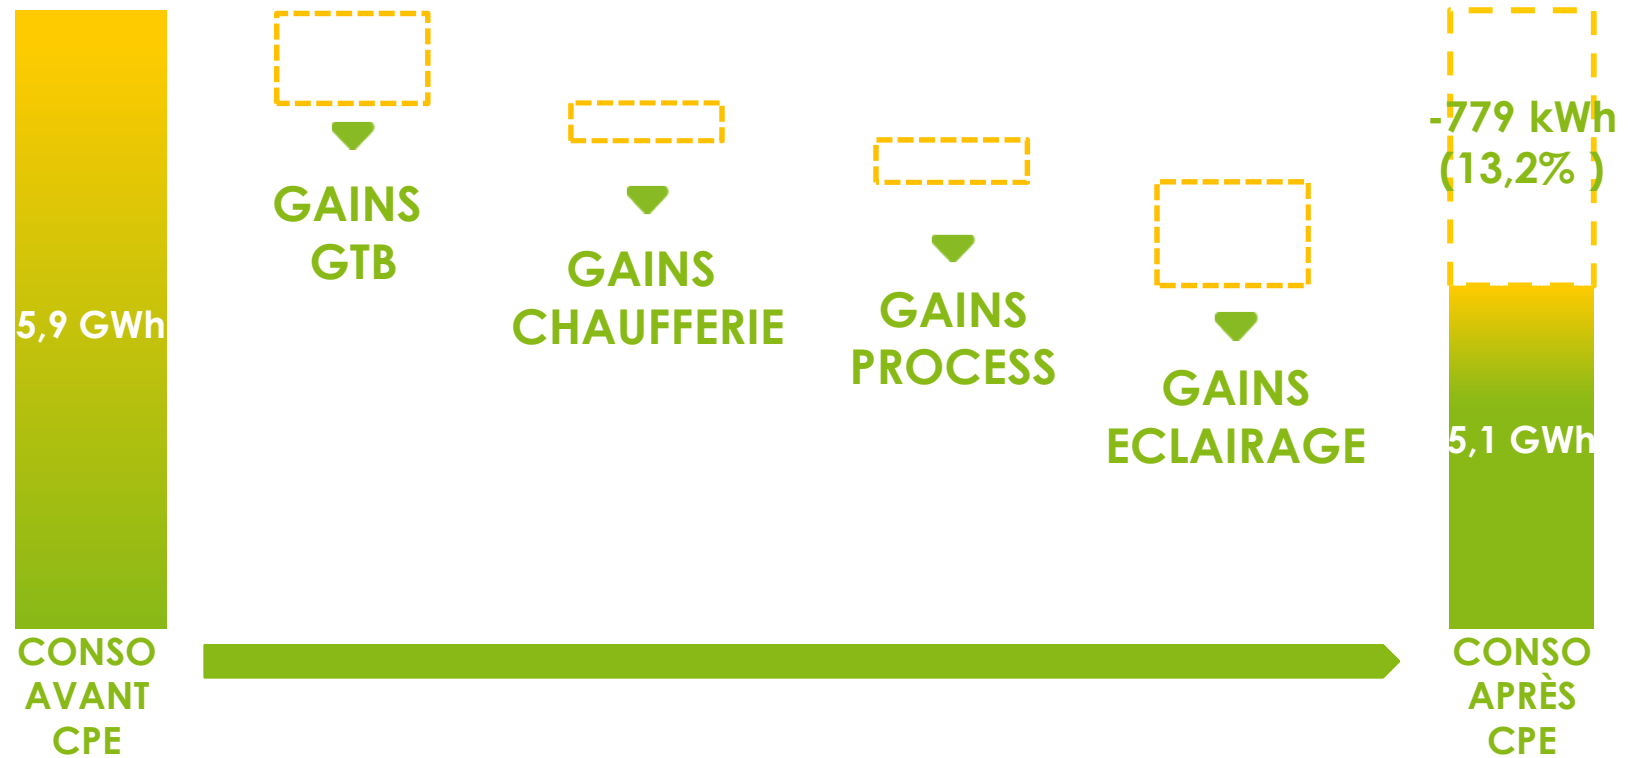 5,9 GWh
CONSO
AVANT
CPE
GAINS
GTB
GAINS
CHAUFFERIE
GAINS
PROCESS
GAINS
ECLAIRAGE
-779 kWh
(13,2% )
5,1 GWh
CONSO
APRÈS
CPE